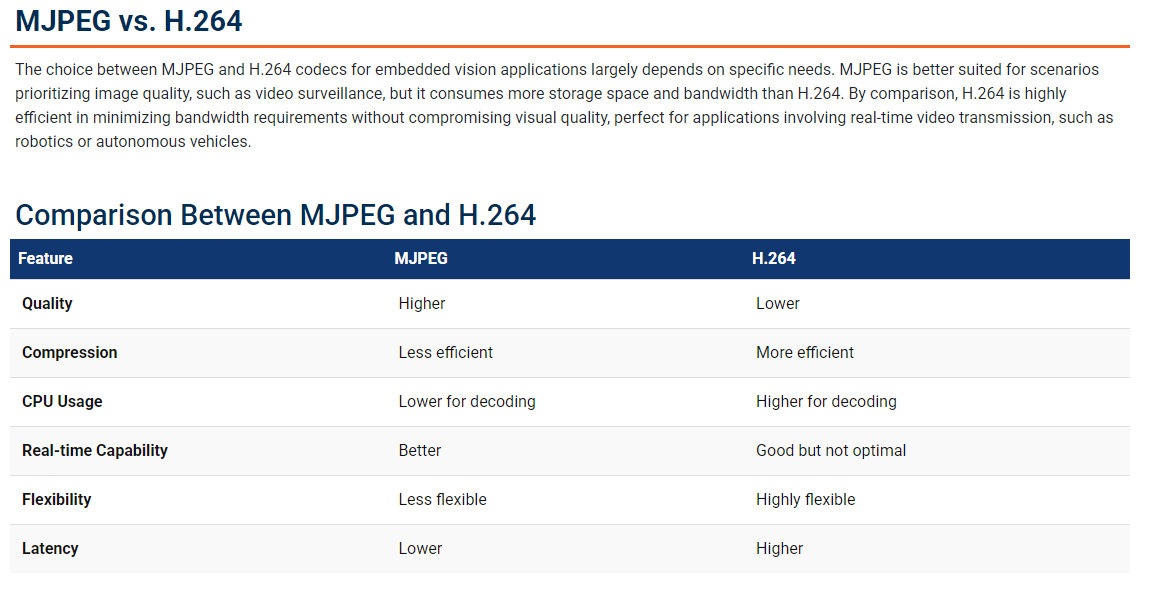 MJPEG vs. H.264
The choice between MJPEG and H.264 codecs for embedded vision applications largely depends on specific needs. MJPEG is better suited for scenarios
prioritizing image quality, such as video surveillance, but it consumes more storage space and bandwidth than H.264. By comparison, H.264 is highly
efficient in minimizing bandwidth requirements without compromising visual quality, perfect for applications involving real-time video transmission, such as
robotics or autonomous vehicles.
Comparison Between MJPEG and H.264
Feature MJPEG H.264
Quality Higher Lower
Compression Less efficient More efficient
CPU Usage Lower for decoding Higher for decoding
Real-time Capability Better Good but not optimal
Flexibility Less flexible Highly flexible
Latency Lower Higher